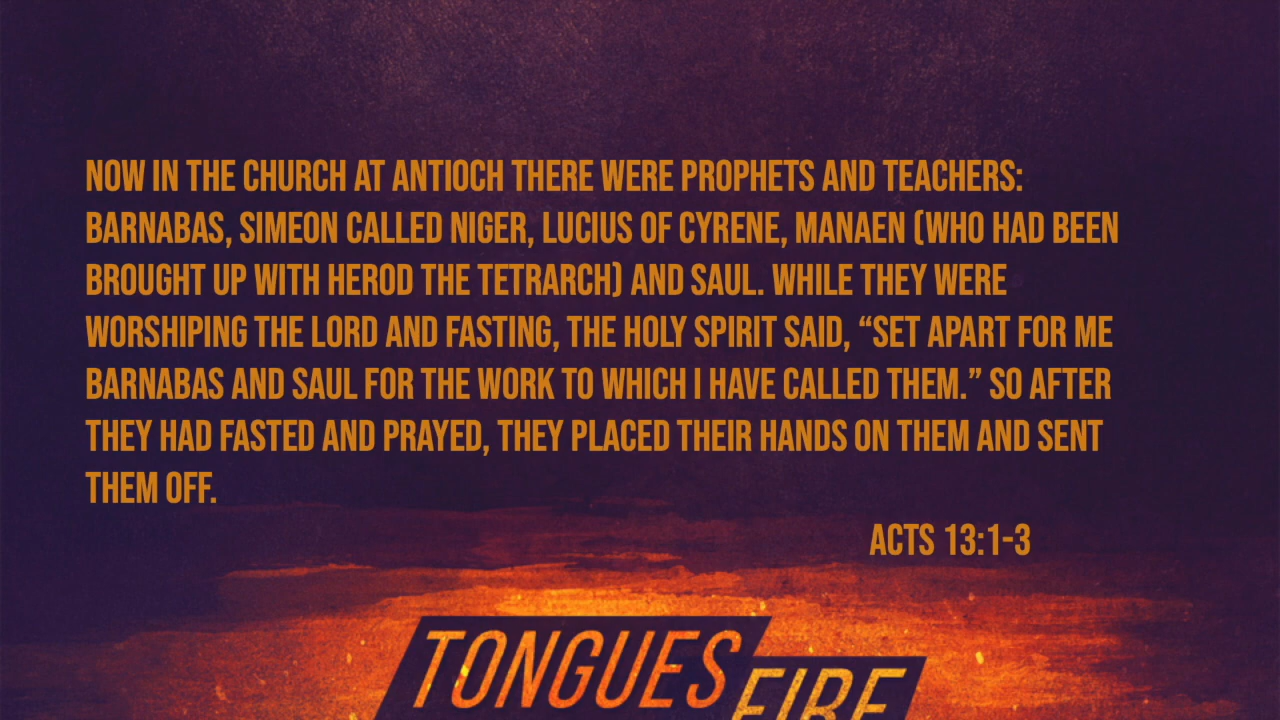 NOW IN THE CHURCH AT ANTIOCH THERE WERE PROPHETS AND TEACHERS:
BARNABAS, SIMEON CALLED NIGER, LUCIUS OF CYRENE, MANAEN (WHO HAD BEEN
BROUGHT UP WITH HEROD THE TETRARCH) AND SAUL. WHILE THEY WERE
WORSHIPING THE LORD AND FASTING, THE HOLY SPIRIT SAID, “SET APART FOR ME
BARNABAS AND SAUL FOR THE WORK TO WHICH I HAVE CALLED THEM.” SO AFTER
THEY HAD FASTED AND PRAYED, THEY PLACED THEIR HANDS ON THEM AND SENT
THEM OFF.
ACTS 13:1-3
TONGUES
FIRE